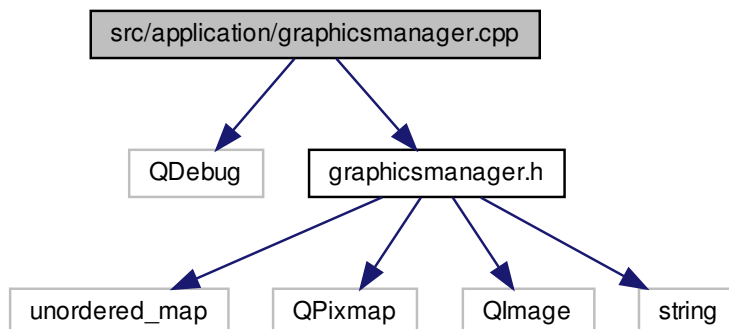 src/application/graphicsmanager.cpp
QDebug
graphicsmanager.h
unordered_map
QPixmap
QImage
string